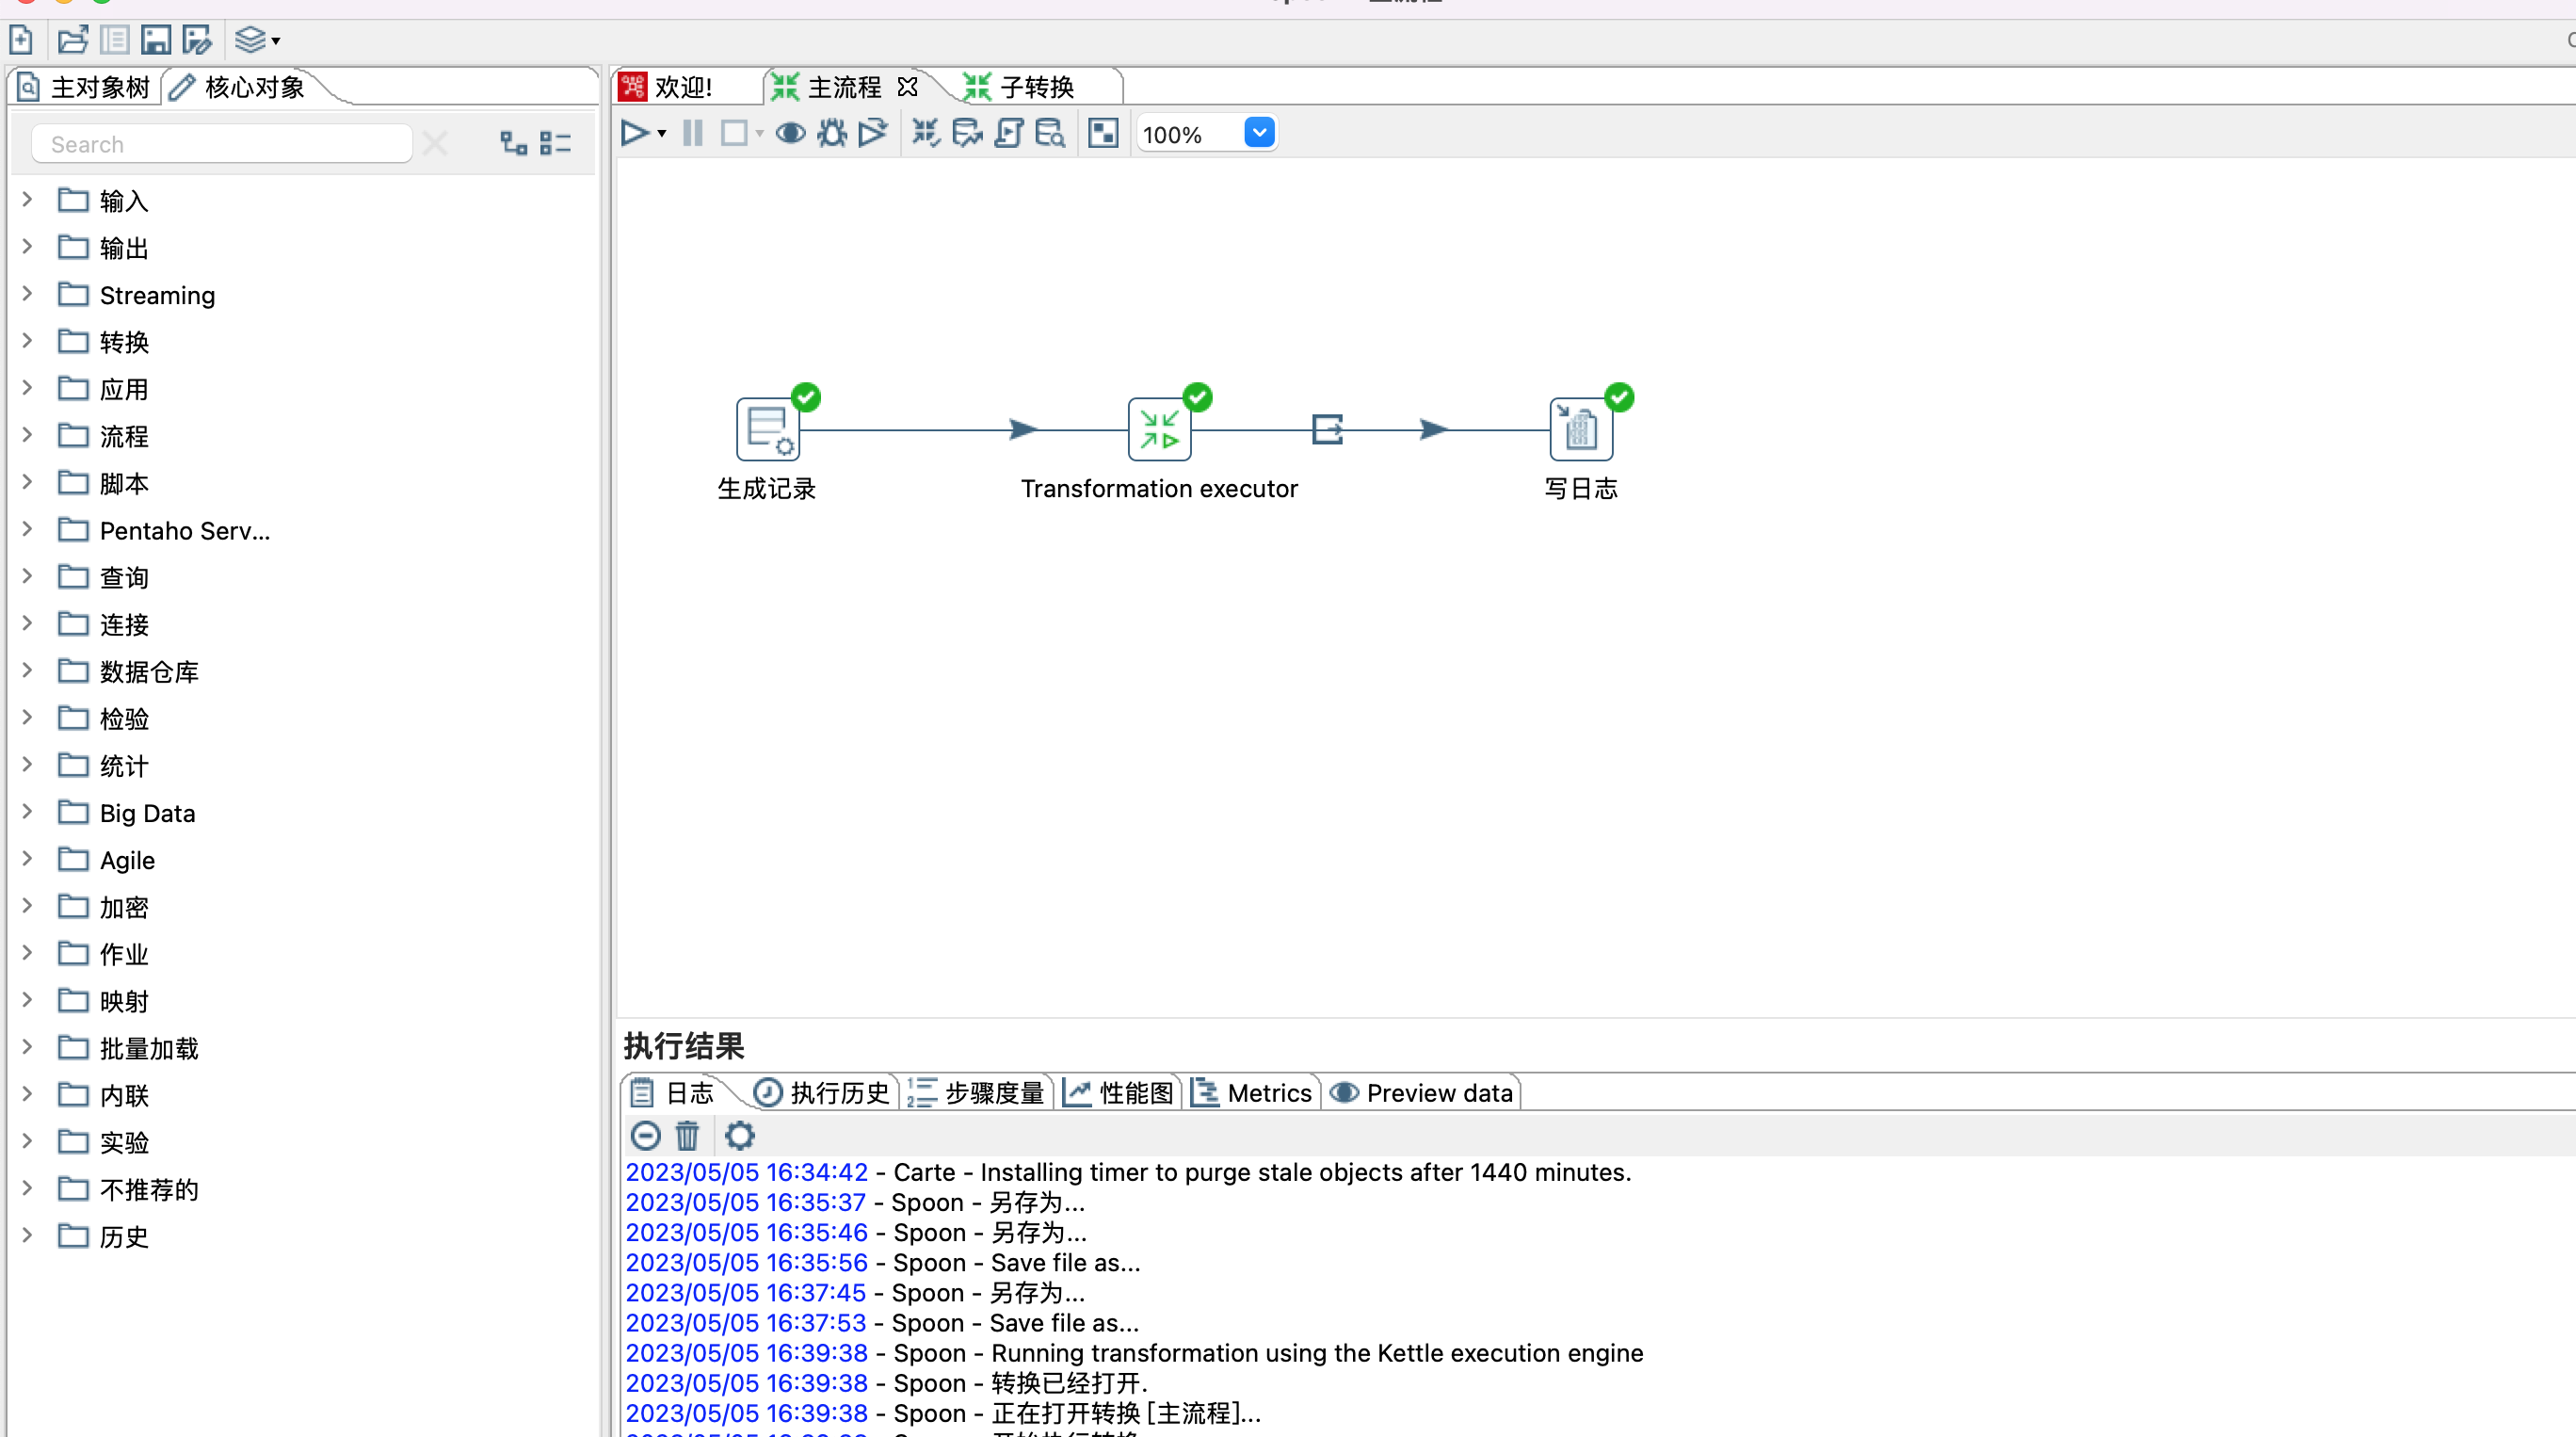 主对象树
核心对象
欢迎!
主流程
子转换
Search
100%
输入
输出
Streaming
转换
应用
流程
脚本
Pentaho Serv...
查询
连接
数据仓库
检验
统计
Big Data
Agile
加密
作业
映射
批量加载
内联
实验
不推荐的
历史
生成记录
Transformation executor
写日志
执行结果
日志
执行历史
步骤度量
性能图
Metrics
Preview data
2023/05/05 16:34:42 - Carte - Installing timer to purge stale objects after 1440 minutes.
2023/05/05 16:35:37 - Spoon - 另存为...
2023/05/05 16:35:46 - Spoon - 另存为...
2023/05/05 16:35:56 - Spoon - Save file as...
2023/05/05 16:37:45 - Spoon - 另存为...
2023/05/05 16:37:53 - Spoon - Save file as...
2023/05/05 16:39:38 - Spoon - Running transformation using the Kettle execution engine
2023/05/05 16:39:38 - Spoon - 转换已经打开.
2023/05/05 16:39:38 - Spoon - 正在打开转换 [主流程]...